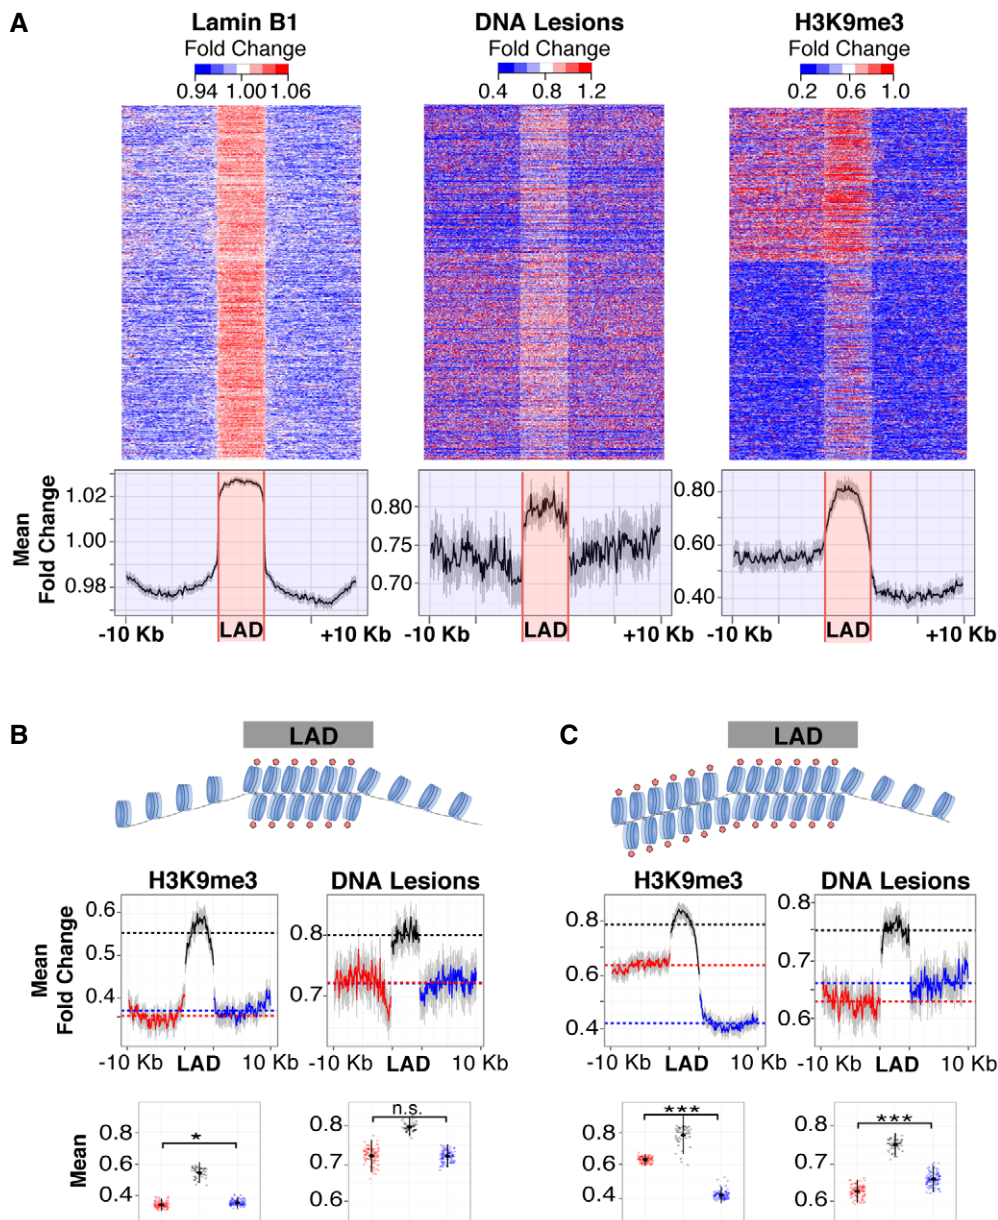 A
Lamin B1
Fold Change
0.94 1.00 1.06
DNA Lesions
Fold Change
0.4 0.8 1.2
H3K9me3
Fold Change
0.2 0.6 1.0
Mean
Fold Change
1.02
1.00
0.98
-10 Kb LAD +10 Kb
0.80
0.75
0.70
-10 Kb LAD +10 Kb
0.80
0.60
0.40
-10 Kb LAD +10 Kb
B
LAD
H3K9me3
DNA Lesions
Mean
Fold Change
0.6
0.5
0.4
-10 Kb LAD 10 Kb
0.8
0.7
-10 Kb LAD 10 Kb
Mean
0.8
0.6
0.4
*
0.8
0.7
0.6
n.s.
C
LAD
H3K9me3
DNA Lesions
0.8
0.6
0.4
-10 Kb LAD 10 Kb
0.8
0.7
0.6
-10 Kb LAD 10 Kb
0.8
0.6
0.4
***
0.8
0.7
0.6
***